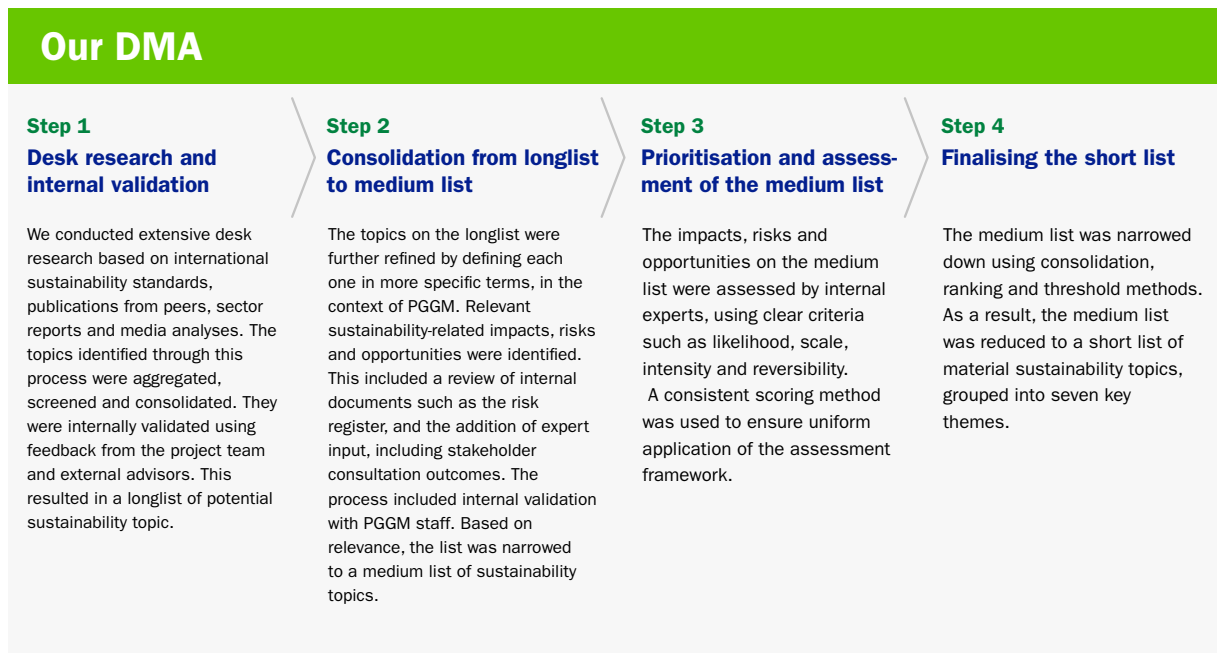 Our DMA
Step 1
Desk research and
internal validation
We conducted extensive desk
research based on international
sustainability standards,
publications from peers, sector
reports and media analyses. The
topics identified through this
process were aggregated,
screened and consolidated. They
were internally validated using
feedback from the project team
and external advisors. This
resulted in a longlist of potential
sustainability topic.
Step 2
Consolidation from longlist
to medium list
The topics on the longlist were
further refined by defining each
one in more specific terms, in the
context of PGGM. Relevant
sustainability-related impacts, risks
and opportunities were identified.
This included a review of internal
documents such as the risk
register, and the addition of expert
input, including stakeholder
consultation outcomes. The
process included internal validation
with PGGM staff. Based on
relevance, the list was narrowed
to a medium list of sustainability
topics.
Step 3
Prioritisation and assess-
ment of the medium list
The impacts, risks and
opportunities on the medium
list were assessed by internal
experts, using clear criteria
such as likelihood, scale,
intensity and reversibility.
A consistent scoring method
was used to ensure uniform
application of the assessment
framework.
Step 4
Finalising the short list
The medium list was narrowed
down using consolidation,
ranking and threshold methods.
As a result, the medium list
was reduced to a short list of
material sustainability topics,
grouped into seven key
themes.